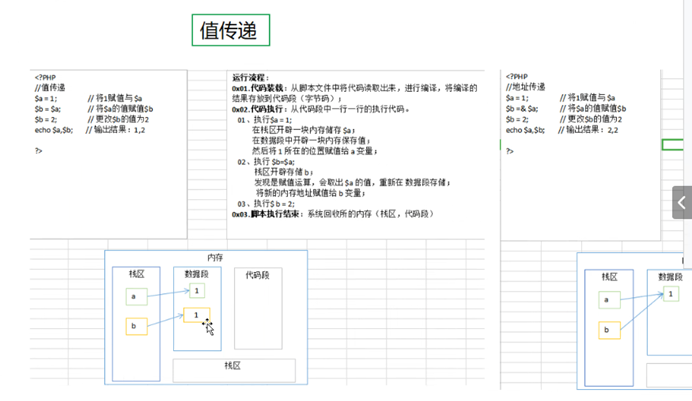 值传递
<?PHP
//值传递
$a = 1; // 将1赋值与 $a
$b = $a; // 将$a的值赋值$b
$b = 2; // 更改$b的值为2
echo $a,$b; // 输出结果：1,2
?>
运行流程：
0x01.代码装载：从脚本文件中将代码读取出来，进行编译，将编译的
结果存放到代码段（字节码）；
0x02.代码执行：从代码段中一行一行的执行代码。
01、执行$a = 1;
在栈区开辟一块内存储存 $a；
在数据段中开辟一块内存保存值；
然后将 1 所在的位置赋值给 a 变量；
02、执行 $b=$a;
栈区开辟存储 b；
发现是赋值运算，会取出 $a 的值，重新在 数据段存储；
将新的内存地址赋值给 b 变量；
03、执行$ b = 2;
0x03.脚本执行结束：系统回收所的内存（栈区，代码段）
<?PHP
//地址传递
$a = 1; // 将1赋值与 $a
$b =& $a; // 将$a的值赋值$b
$b = 2; // 更改$b的值为2
echo $a,$b; // 输出结果：2,2
?>
内存
栈区
数据段
代码段
a
1
b
1
栈区
栈区
数据段
a
1
b